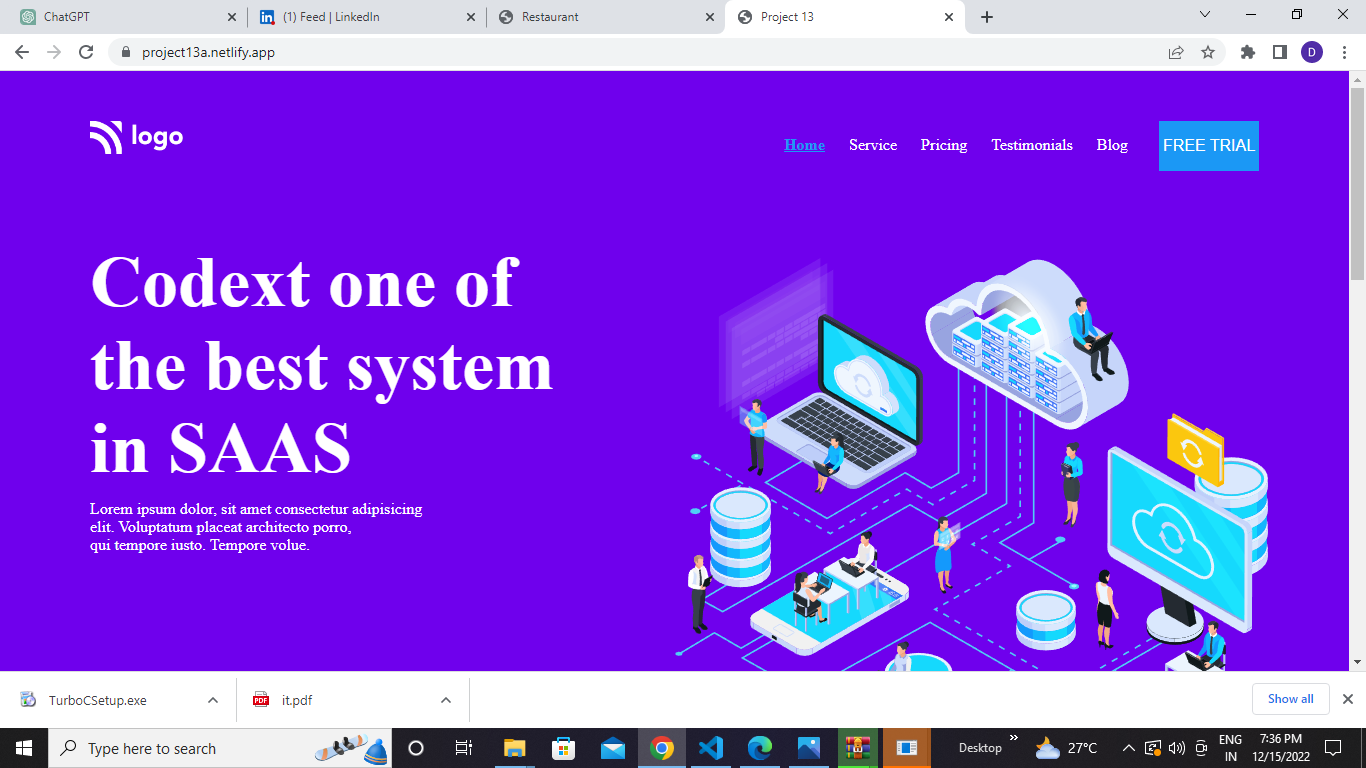 ChatGPT
(1) Feed | LinkedIn
Restaurant
Project 13
project13a.netlify.app
D
logo
Home Service Pricing Testimonials Blog FREE TRIAL
Codext one of
the best system
in SAAS
Lorem ipsum dolor, sit amet consectetur adipisicing
elit. Voluptatum placeat architecto porro,
qui tempore iusto. Tempore volue.
TurboCSetup.exe
PDF
it.pdf
Show all
Type here to search
Desktop
27°C
ENG
IN
7:36 PM
12/15/2022